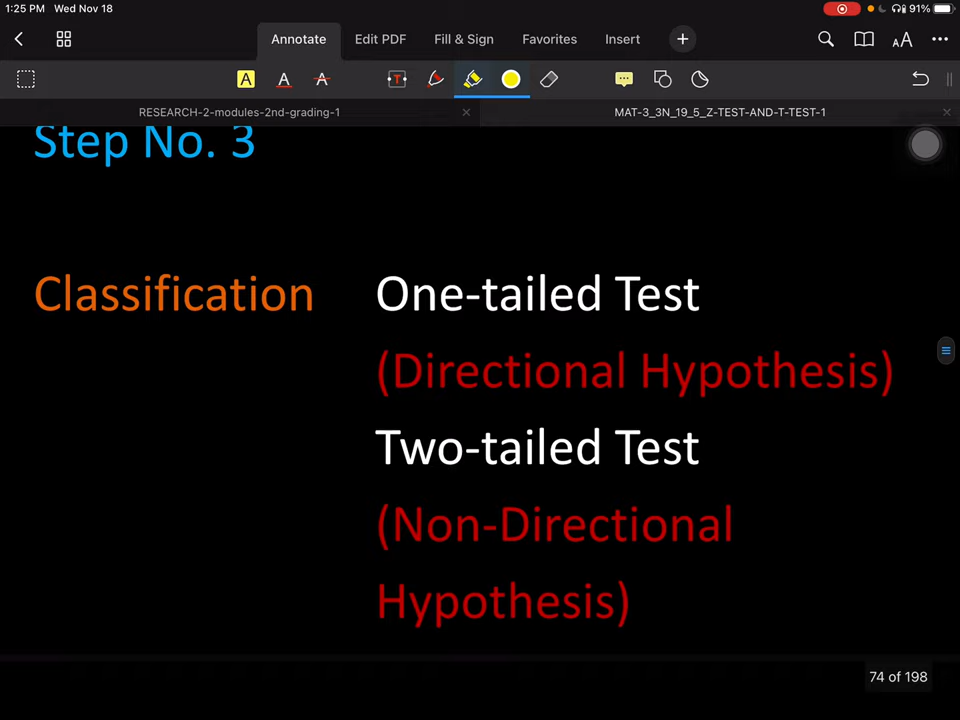 1:25 PM Wed Nov 18
91%
Annotate
Edit PDF
Fill & Sign
Favorites
Insert
AA
A
A
A
T
RESEARCH-2-modules-2nd-grading-1
MAT-3_3N_19_5_Z-TEST-AND-T-TEST-1
Step No. 3
Classification
One-tailed Test
(Directional Hypothesis)
Two-tailed Test
(Non-Directional
Hypothesis)
74 of 198